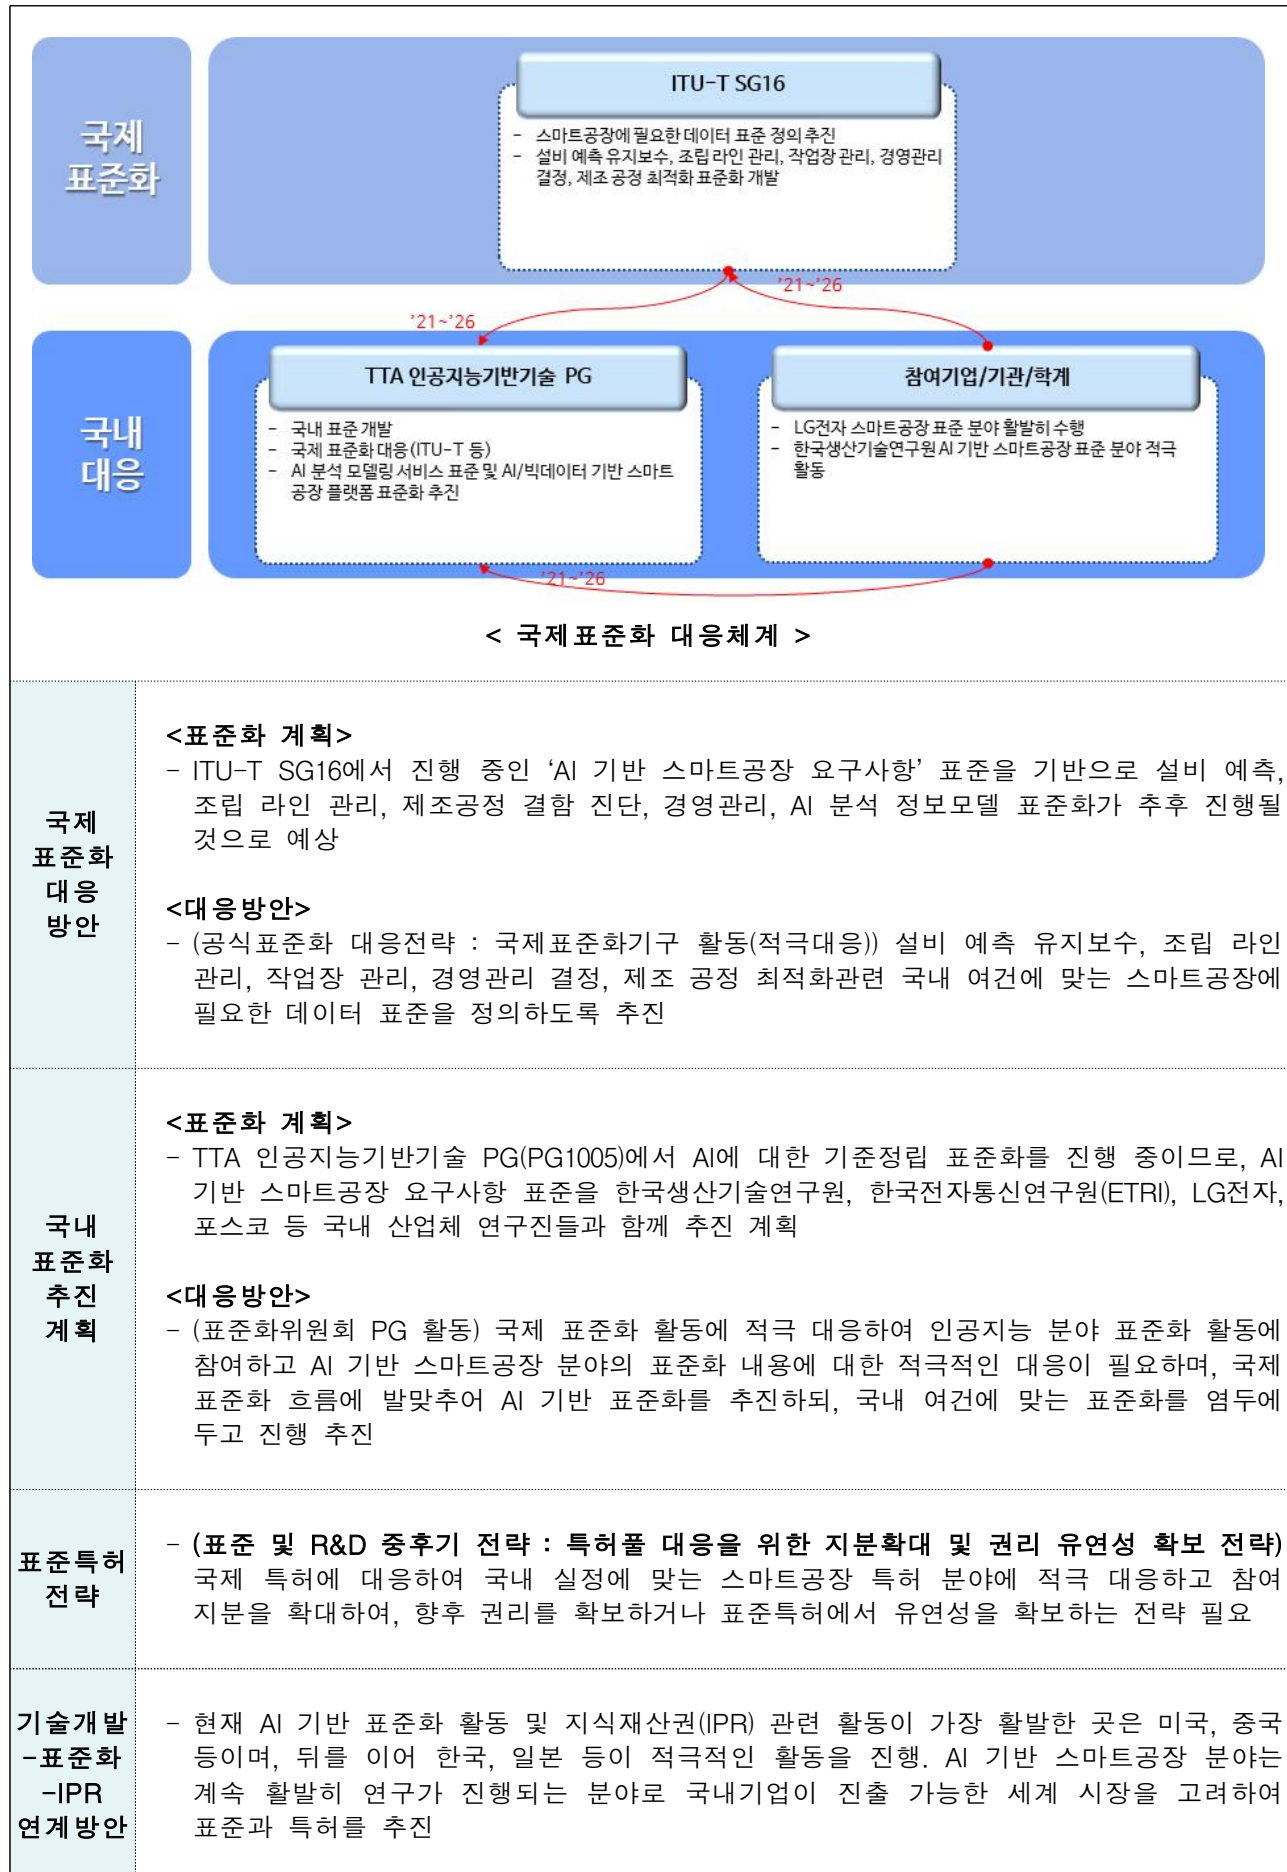 국제
표준화
ITU-T SG16
- 스마트공장에 필요한 데이터 표준 정의 추진
- 설비 예측 유지보수, 조립 라인 관리, 작업장 관리, 경영관리
결정, 제조 공정 최적화 표준화 개발
'21~'26
'21~'26
국내
대응
TTA 인공지능기반기술 PG
- 국내 표준 개발
- 국제 표준화 대응(ITU-T 등)
- AI 분석 모델링 서비스 표준 및 AI/빅데이터 기반 스마트
공장 플랫폼 표준화 추진
참여기업/기관/학계
- LG전자 스마트공장 표준 분야 활발히 수행
- 한국생산기술연구원 AI 기반 스마트공장 표준 분야 적극
활동
'21~'26
< 국제표준화 대응체계 >
국제
표준화
대응
방안
<표준화 계획>
- ITU-T SG16에서 진행 중인 ‘AI 기반 스마트공장 요구사항’ 표준을 기반으로 설비 예측,
조립 라인 관리, 제조공정 결함 진단, 경영관리, AI 분석 정보모델 표준화가 추후 진행될
것으로 예상
<대응방안>
- (공식표준화 대응전략 : 국제표준화기구 활동(적극대응)) 설비 예측 유지보수, 조립 라인
관리, 작업장 관리, 경영관리 결정, 제조 공정 최적화관련 국내 여건에 맞는 스마트공장에
필요한 데이터 표준을 정의하도록 추진
국내
표준화
추진
계획
<표준화 계획>
- TTA 인공지능기반기술 PG(PG1005)에서 AI에 대한 기준정립 표준화를 진행 중이므로, AI
기반 스마트공장 요구사항 표준을 한국생산기술연구원, 한국전자통신연구원(ETRI), LG전자,
포스코 등 국내 산업체 연구진들과 함께 추진 계획
<대응방안>
- (표준화위원회 PG 활동) 국제 표준화 활동에 적극 대응하여 인공지능 분야 표준화 활동에
참여하고 AI 기반 스마트공장 분야의 표준화 내용에 대한 적극적인 대응이 필요하며, 국제
표준화 흐름에 발맞추어 AI 기반 표준화를 추진하되, 국내 여건에 맞는 표준화를 염두에
두고 진행 추진
표준특허
전략
- (표준 및 R&D 중후기 전략 : 특허풀 대응을 위한 지분확대 및 권리 유연성 확보 전략)
국제 특허에 대응하여 국내 실정에 맞는 스마트공장 특허 분야에 적극 대응하고 참여
지분을 확대하여, 향후 권리를 확보하거나 표준특허에서 유연성을 확보하는 전략 필요
기술개발
-표준화
-IPR
연계방안
- 현재 AI 기반 표준화 활동 및 지식재산권(IPR) 관련 활동이 가장 활발한 곳은 미국, 중국
등이며, 뒤를 이어 한국, 일본 등이 적극적인 활동을 진행. AI 기반 스마트공장 분야는
계속 활발히 연구가 진행되는 분야로 국내기업이 진출 가능한 세계 시장을 고려하여
표준과 특허를 추진